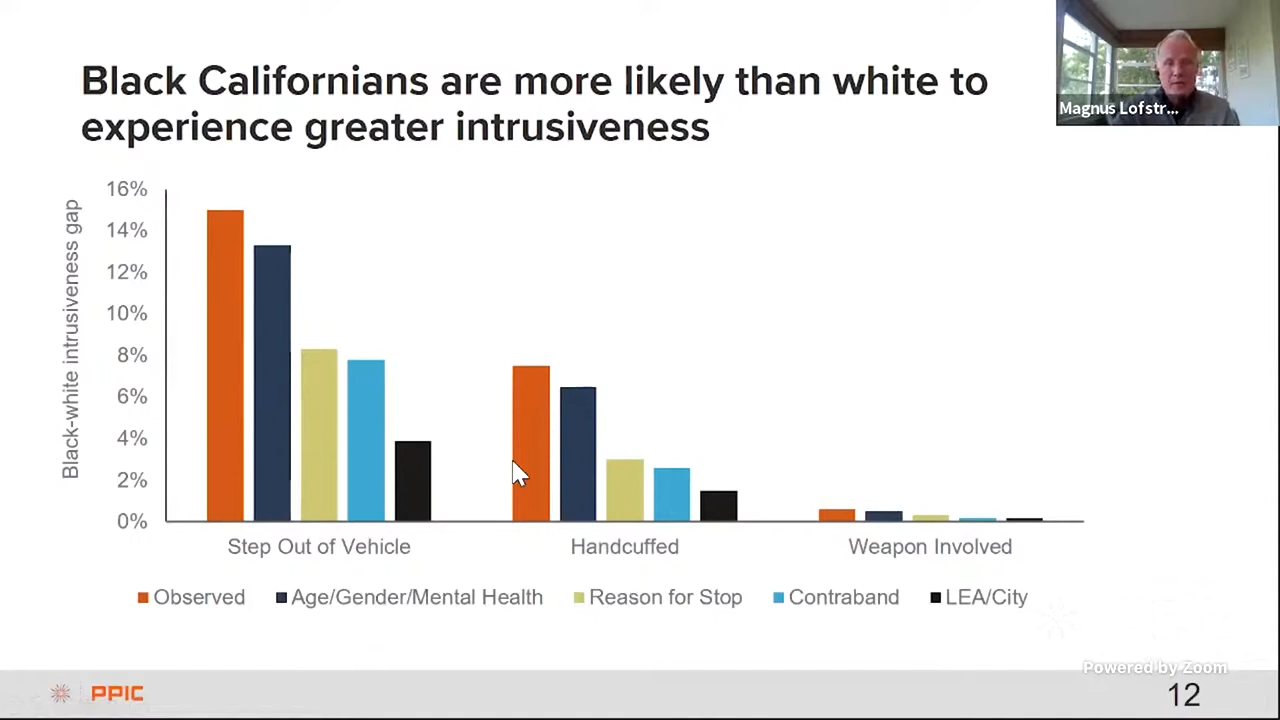 Black Californians are more likely than white to
experience greater intrusiveness
Magnus Lofstr...
Black-white intrusiveness gap
16%
14%
12%
10%
8%
6%
4%
2%
0%
Step Out of Vehicle
Handcuffed
Weapon Involved
Observed
Age/Gender/Mental Health
Reason for Stop
Contraband
LEA/City
Powered by Zoom
PPIC
12